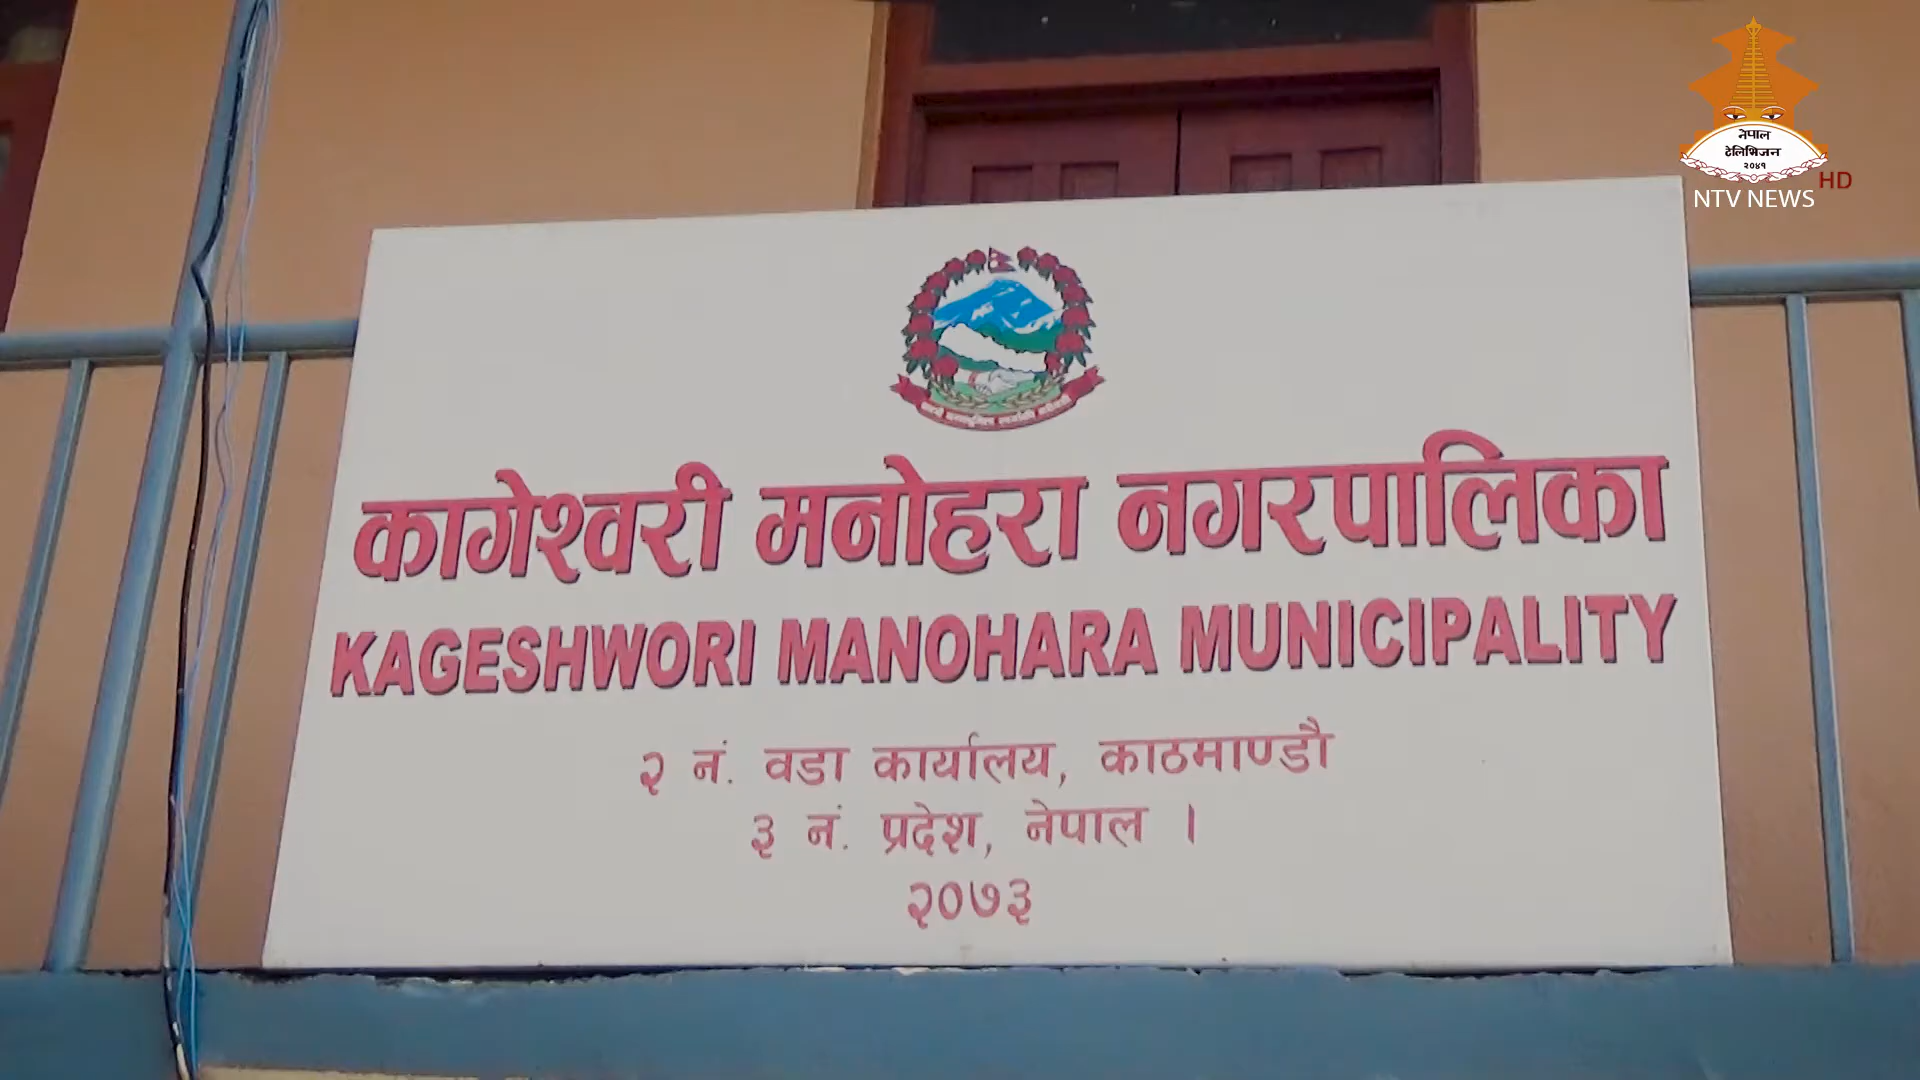 नेपाल
टेलिभिजन
२०४१
NTV NEWS HD
कागेश्वरी मनोहरा नगरपालिका
KAGESHWORI MANOHARA MUNICIPALITY
२ नं. वडा कार्यालय, काठमाण्डौ
३ नं. प्रदेश, नेपाल ।
२०७३